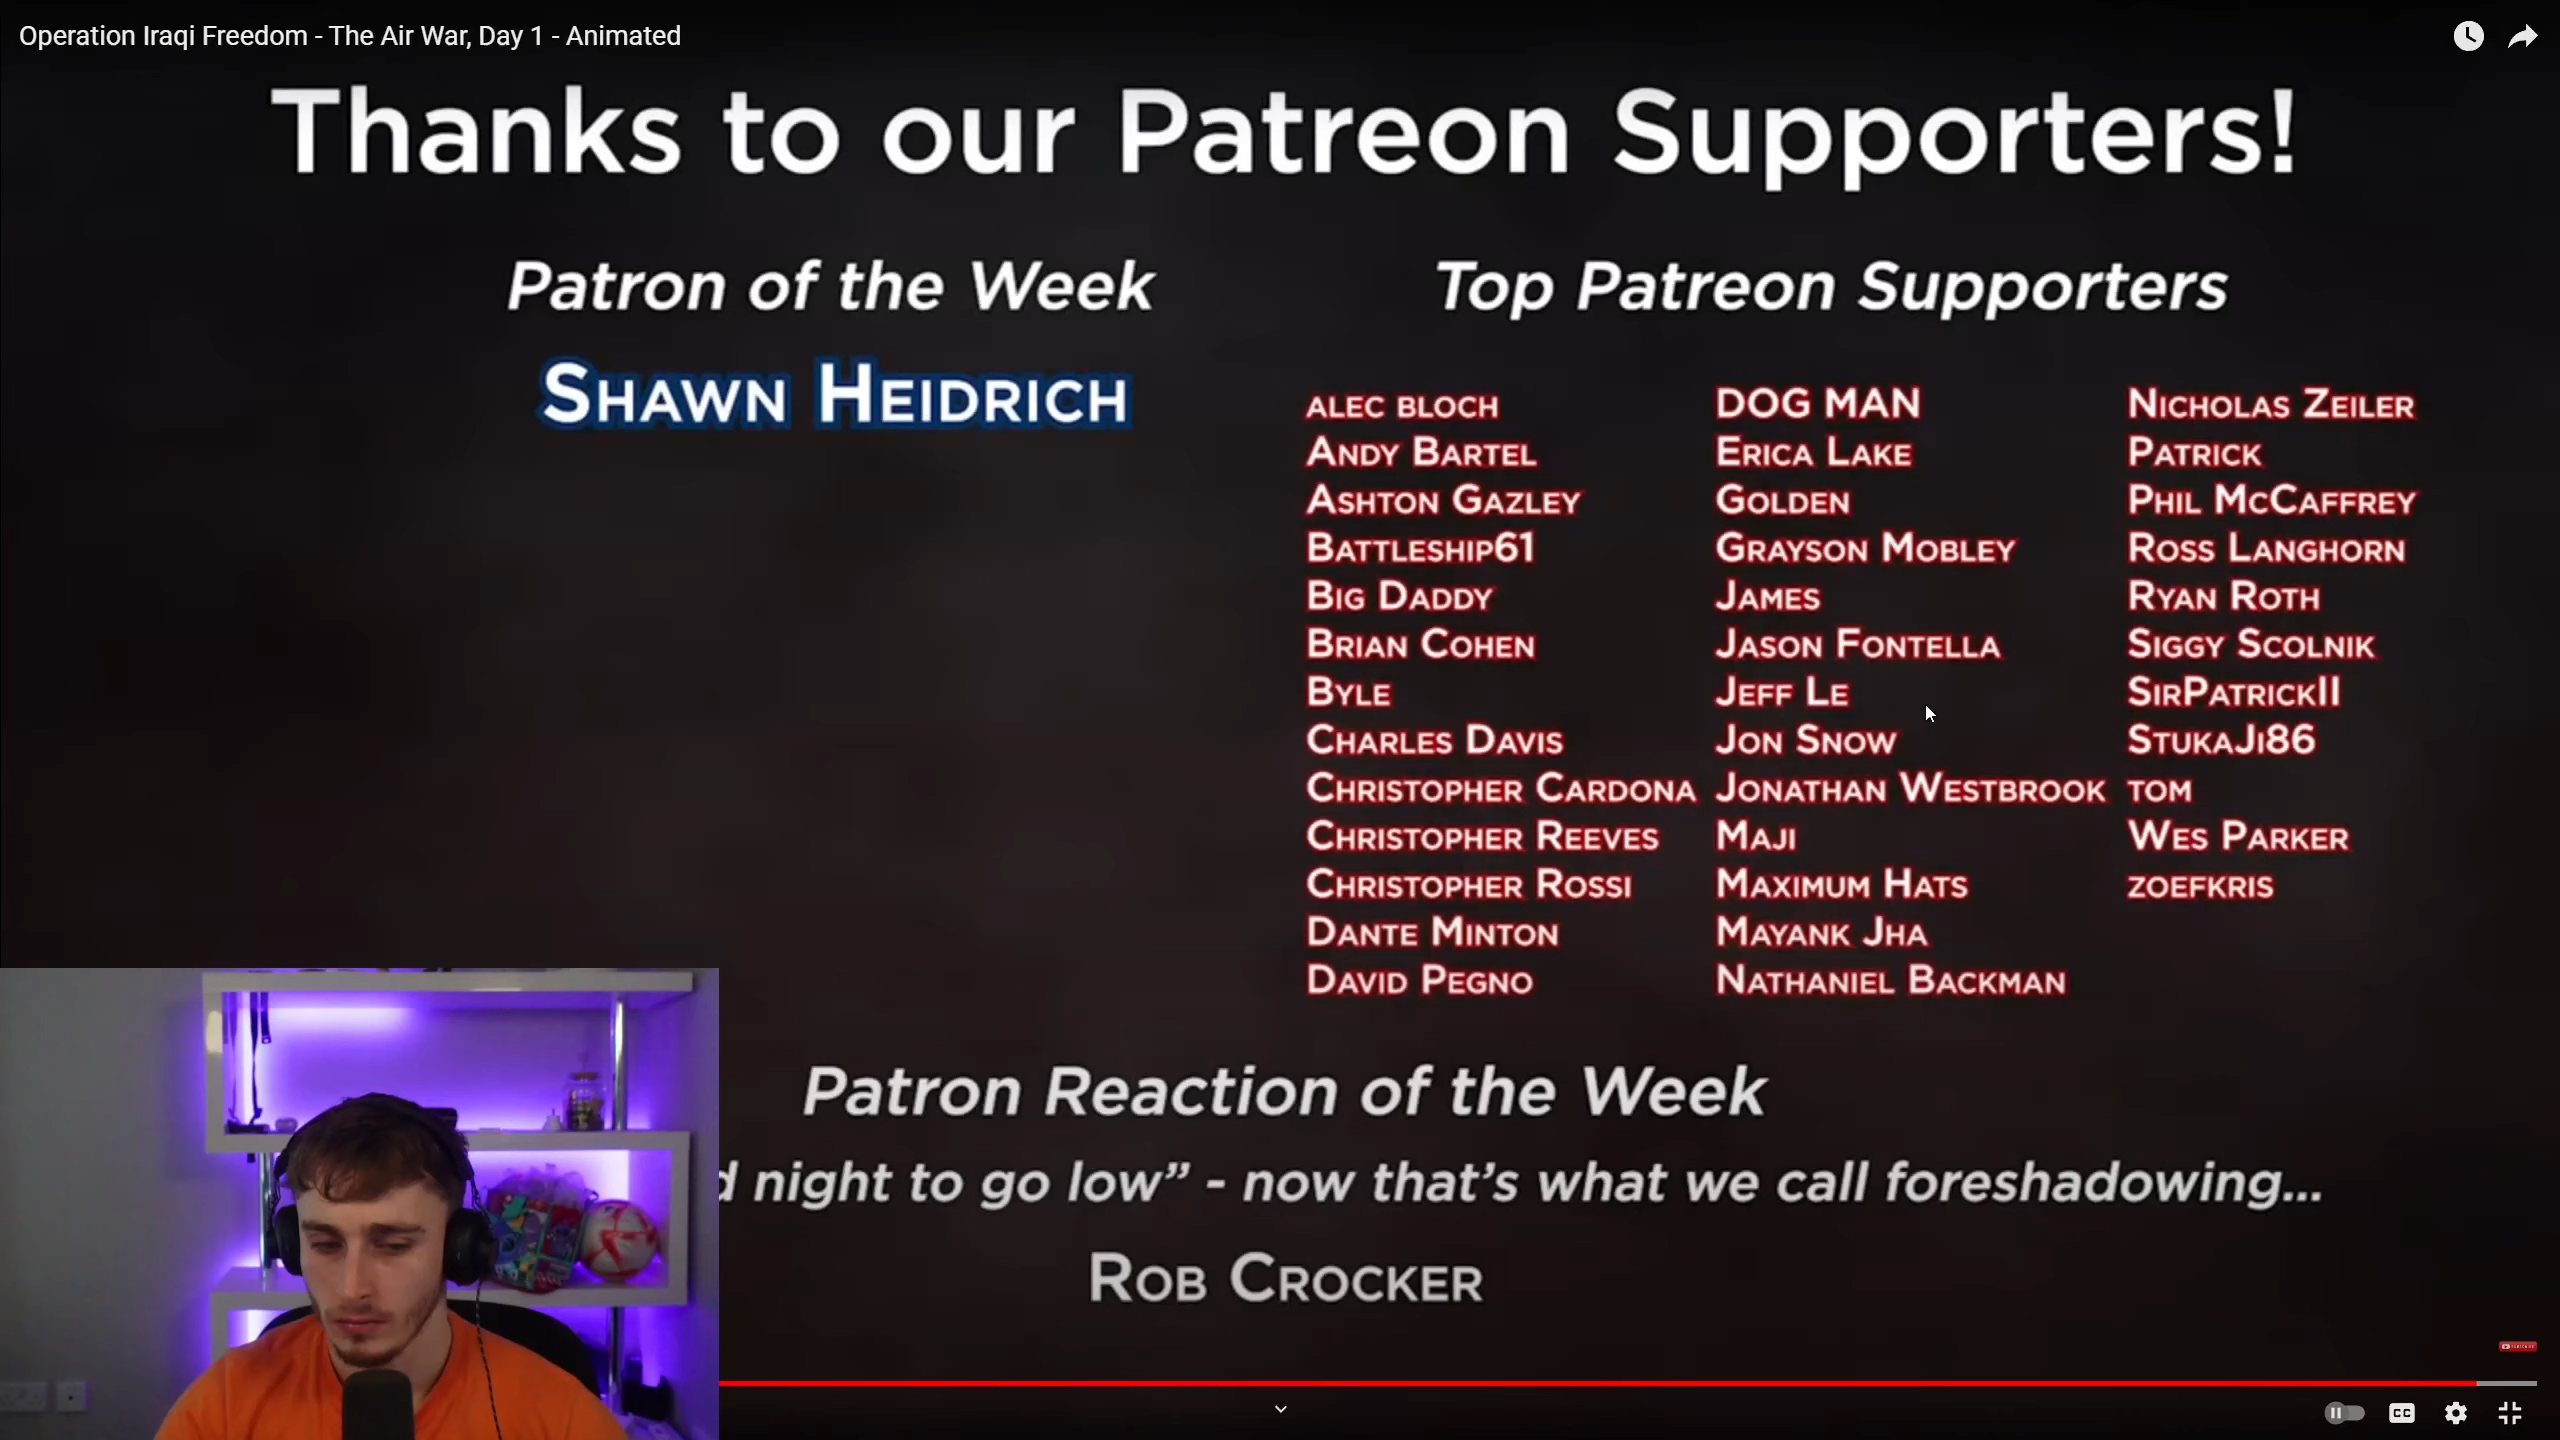 Operation Iraqi Freedom - The Air War, Day 1 - Animated
Thanks to our Patreon Supporters!
Patron of the Week
SHAWN HEIDRICH
Top Patreon Supporters
ALEC BLOCH
ANDY BARTEL
ASHTON GAZLEY
BATTLESHIP61
BIG DADDY
BRIAN COHEN
BYLE
CHARLES DAVIS
CHRISTOPHER CARDONA
CHRISTOPHER REEVES
CHRISTOPHER ROSSI
DANTE MINTON
DAVID PEGNO
DOG MAN
ERICA LAKE
GOLDEN
GRAYSON MOBLEY
JAMES
JASON FONTELLA
JEFF LE
JON SNOW
JONATHAN WESTBROOK
MAJI
MAXIMUM HATS
MAYANK JHA
NATHANIEL BACKMAN
NICHOLAS ZEILER
PATRICK
PHIL MCCAFFREY
ROSS LANGHORN
RYAN ROTH
SIGGY SCOLNIK
SIRPATRICKII
STUKAJI86
TOM
WES PARKER
ZOEFKRIS
Patron Reaction of the Week
night to go low” - now that’s what we call foreshadowing...
ROB CROCKER
CC